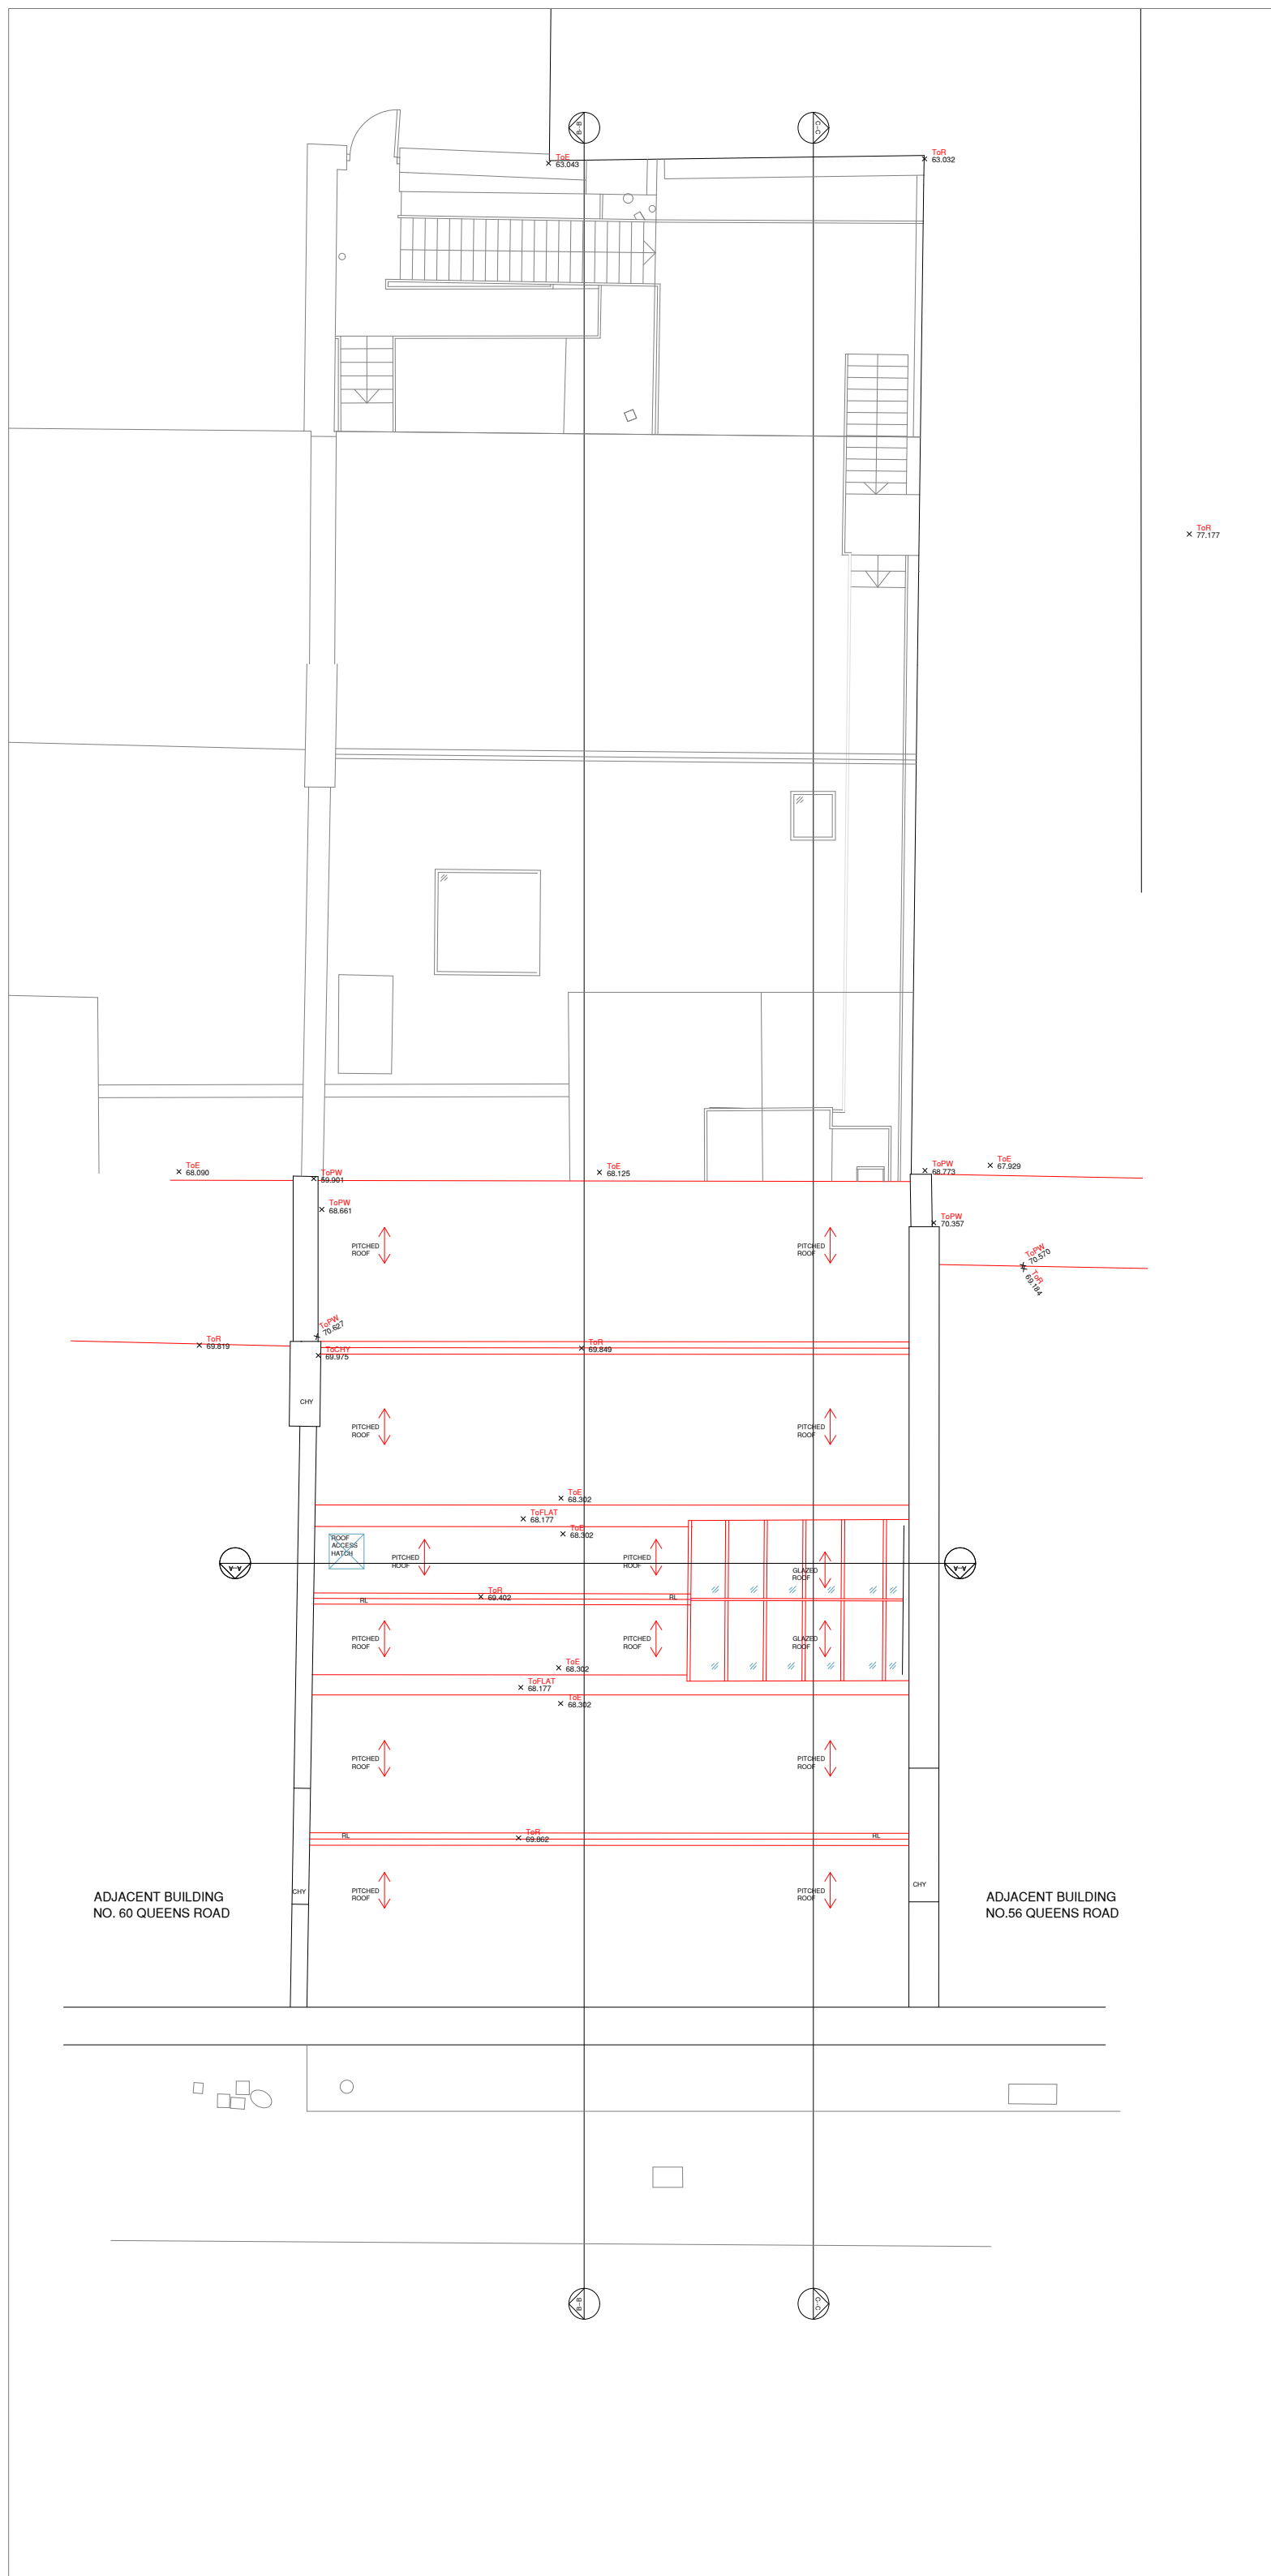 B-B
C-C
ToE
63.043
ToR
63.032
ToR
77.177
ToE
68.090
ToPW
69.901
ToE
68.125
ToPW
68.773
ToE
67.929
ToPW
68.661
ToPW
70.357
PITCHED
ROOF
PITCHED
ROOF
ToPW
70.570
ToR
69.184
ToPW
70.627
ToR
69.819
ToCHY
69.975
ToR
69.849
CHY
PITCHED
ROOF
PITCHED
ROOF
ToE
68.302
ToFLAT
68.177
ToE
68.302
ROOF
ACCESS
HATCH
PITCHED
ROOF
PITCHED
ROOF
GLAZED
ROOF
A-A
A-A
ToR
69.402
RL
RL
PITCHED
ROOF
PITCHED
ROOF
GLAZED
ROOF
ToE
68.302
ToFLAT
68.177
ToE
68.302
PITCHED
ROOF
PITCHED
ROOF
RL
ToR
69.862
RL
CHY
PITCHED
ROOF
PITCHED
ROOF
CHY
ADJACENT BUILDING
NO. 60 QUEENS ROAD
ADJACENT BUILDING
NO.56 QUEENS ROAD
B-B
C-C